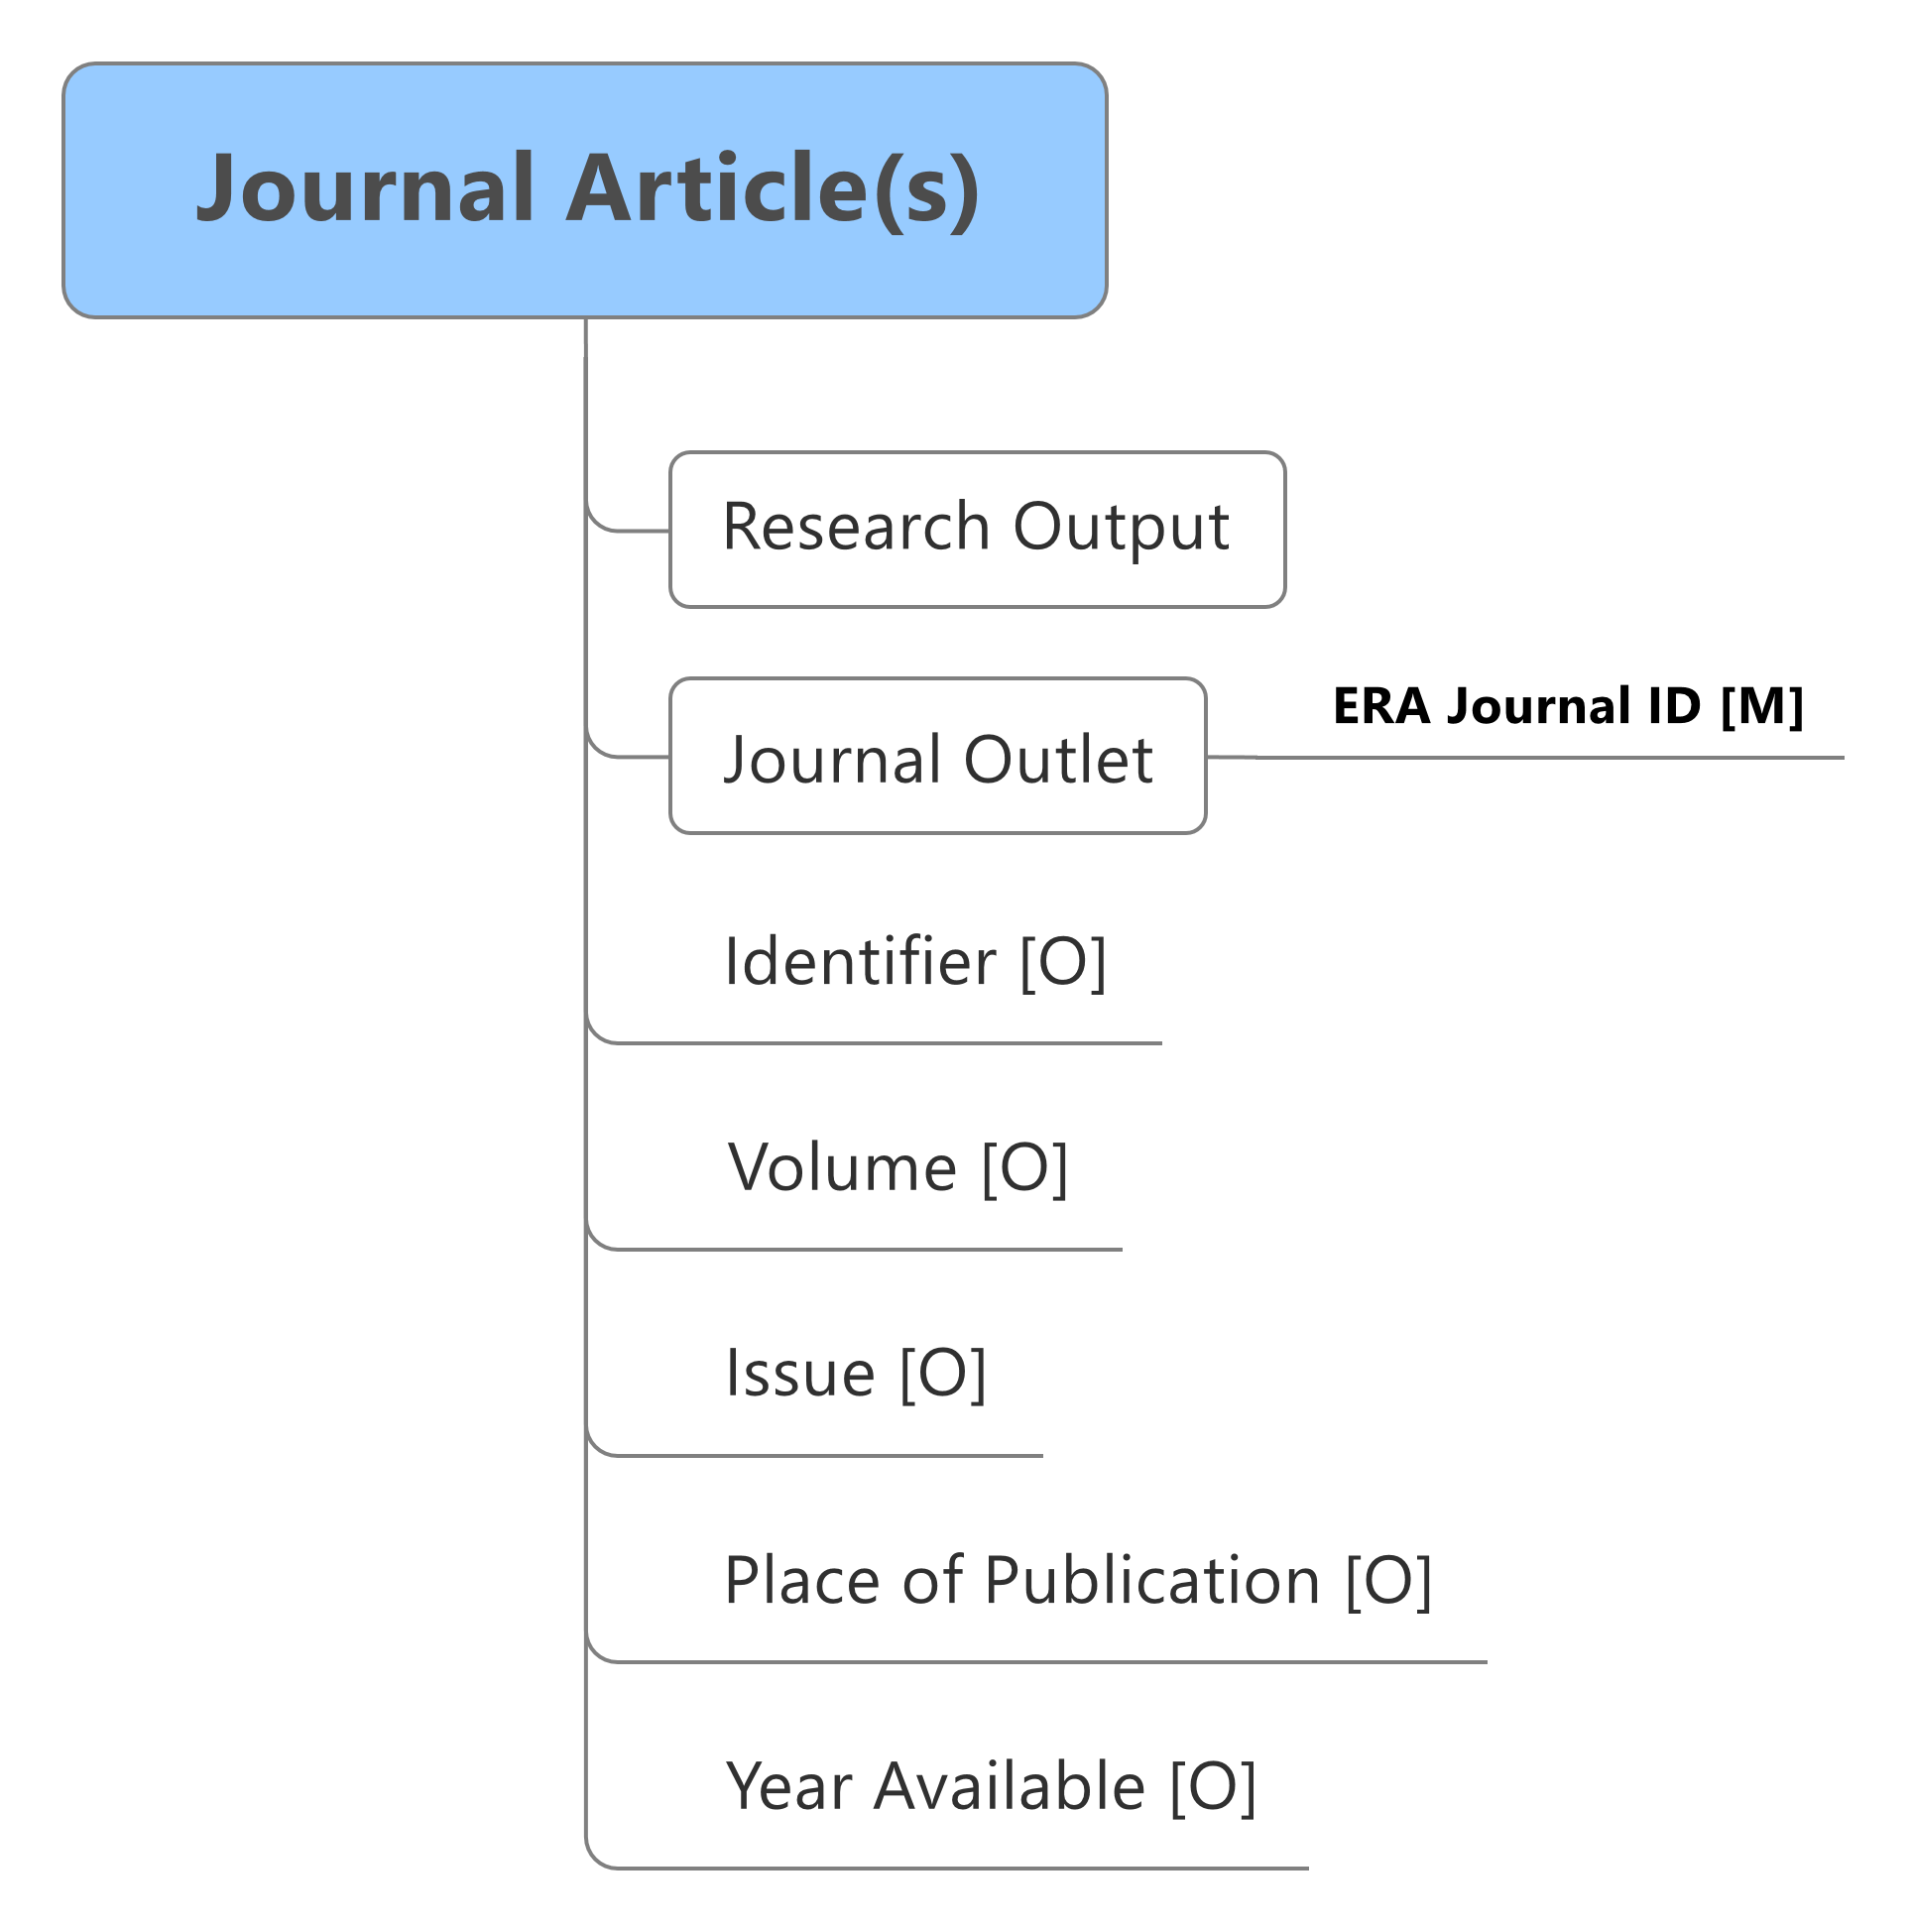 Journal Article(s)
Research Output
Journal Outlet
ERA Journal ID [M]
Identifier [O]
Volume [O]
Issue [O]
Place of Publication [O]
Year Available [O]